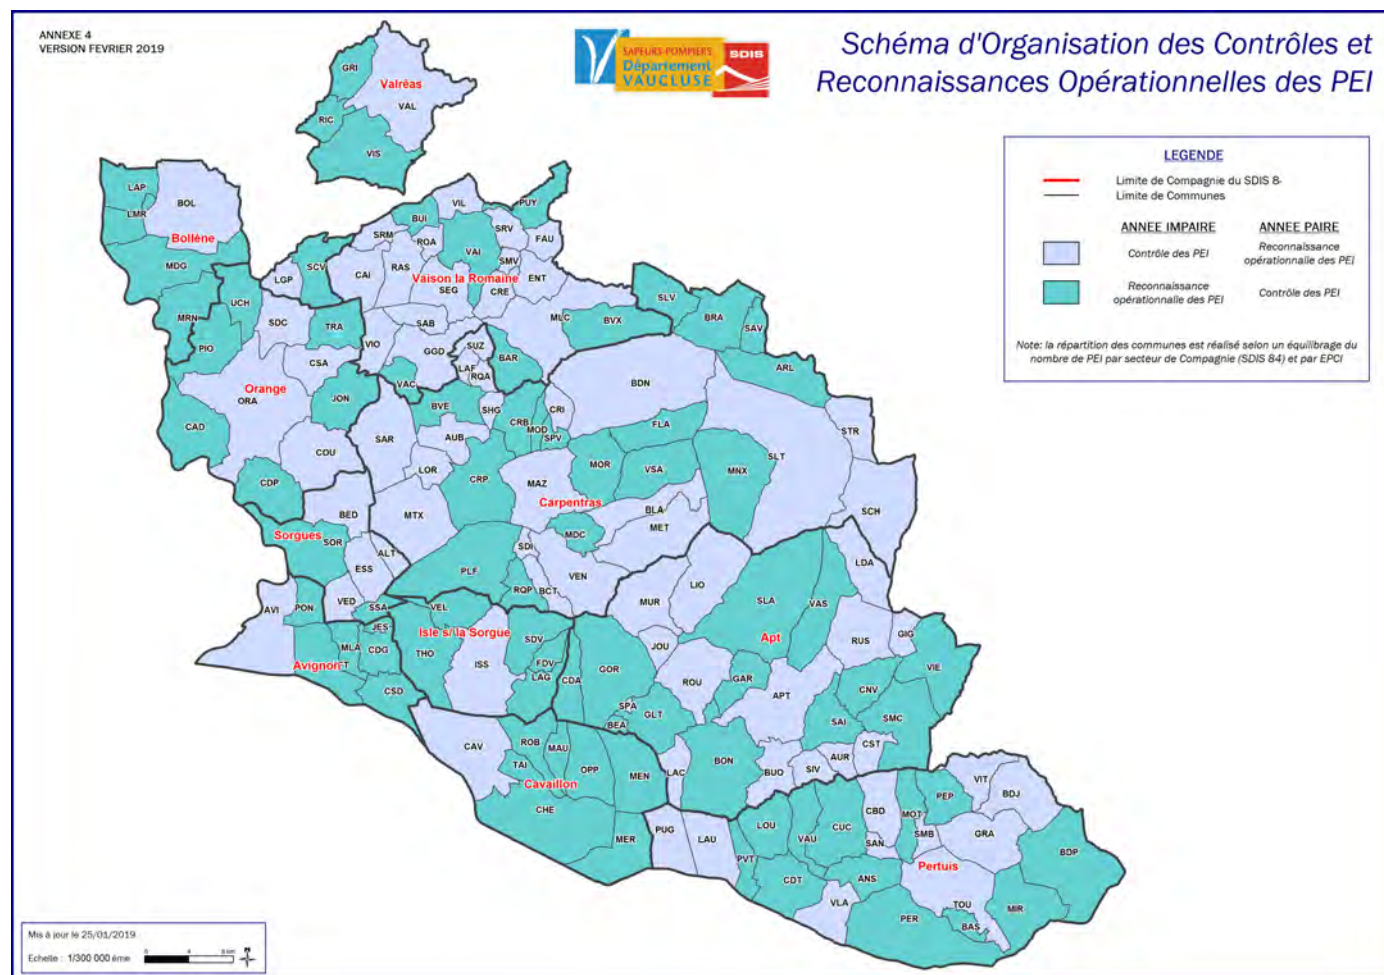 ANNEXE 4
VERSION FEVRIER 2019
SAPEURS-POMPIERS
Département
VAUCLUSE
SDIS
Schéma d'Organisation des Contrôles et
Reconnaissances Opérationnelles des PEI
LEGENDE
Limite de Compagnie du SDIS 8-
Limite de Communes
ANNEE IMPAIRE ANNEE PAIRE
Contrôle des PEI
Reconnaissance
opérationnalle des PEI
Reconnaissance
opérationnalle des PEI
Contrôle des PEI
Note: la répartition des communes est réalisé selon un équilibrage du
nombre de PEI par secteur de Compagnie (SDIS 84) et par EPCI
GRI
Valréas
VAL
RIC
VIS
LAP
BOL
LMR
Bollène
MDG
MRN
VIL
PUY
BUI
SRM
ROA
VAI
SRV
FAU
SMV
LGP
SCV
CAI
RAS
Vaison la Romaine
SEG
CRE
ENT
UCH
SDC
TRA
PIO
CSA
VIO
SAB
MLC
BVX
SLV
BRA
SAV
GGD
SUZ
LAF
RQA
BAR
ARL
Orange
ORA
JON
VAC
BDN
CAD
COU
CDP
BVE
SHG
CRB
MOD
CRI
SPV
FLA
STR
SAR
AUB
LOR
CRP
MOR
VSA
MNX
SLT
MAZ
Carpentras
BLA
MTX
MDC
MET
SCH
BED
Sorgues
SOR
ALT
ESS
SDI
VEN
PLF
RQP
BCT
MUR
LIO
LDA
AVI
PON
VED
SSA
VEL
SLA
VAS
JES
MLA
CDG
Isle s/la Sorgue
THO
ISS
SDV
FDV
LAG
JOU
Apt
RUS
GIG
Avignon
ET
CSD
CDA
GOR
ROU
GAR
APT
VIE
CNV
SPA
GLT
BEA
SAI
SMC
CAV
ROB
MAU
TAI
OPP
MEN
LAC
BON
BUO
SIV
AUR
CST
Cavaillon
CHE
MER
PUG
LAU
LOU
VAU
CUC
CBD
MOT
PEP
VIT
BDJ
SAN
SMB
GRA
BDP
PVT
CDT
ANS
Pertuis
VLA
PER
TOU
BAS
MIR
Mis à jour le 25/01/2019
Echelle : 1/300 000 éme
0 4 8 km
N